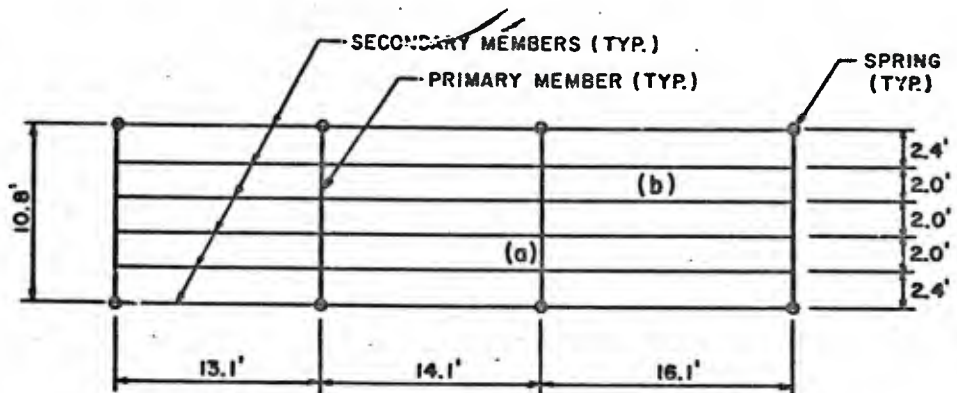 SECONDARY MEMBERS (TYP.)
PRIMARY MEMBER (TYP.)
SPRING
(TYP.)
10.8'
(b)
(a)
2.4'
2.0'
2.0'
2.0'
2.4'
13.1'
14.1'
16.1'